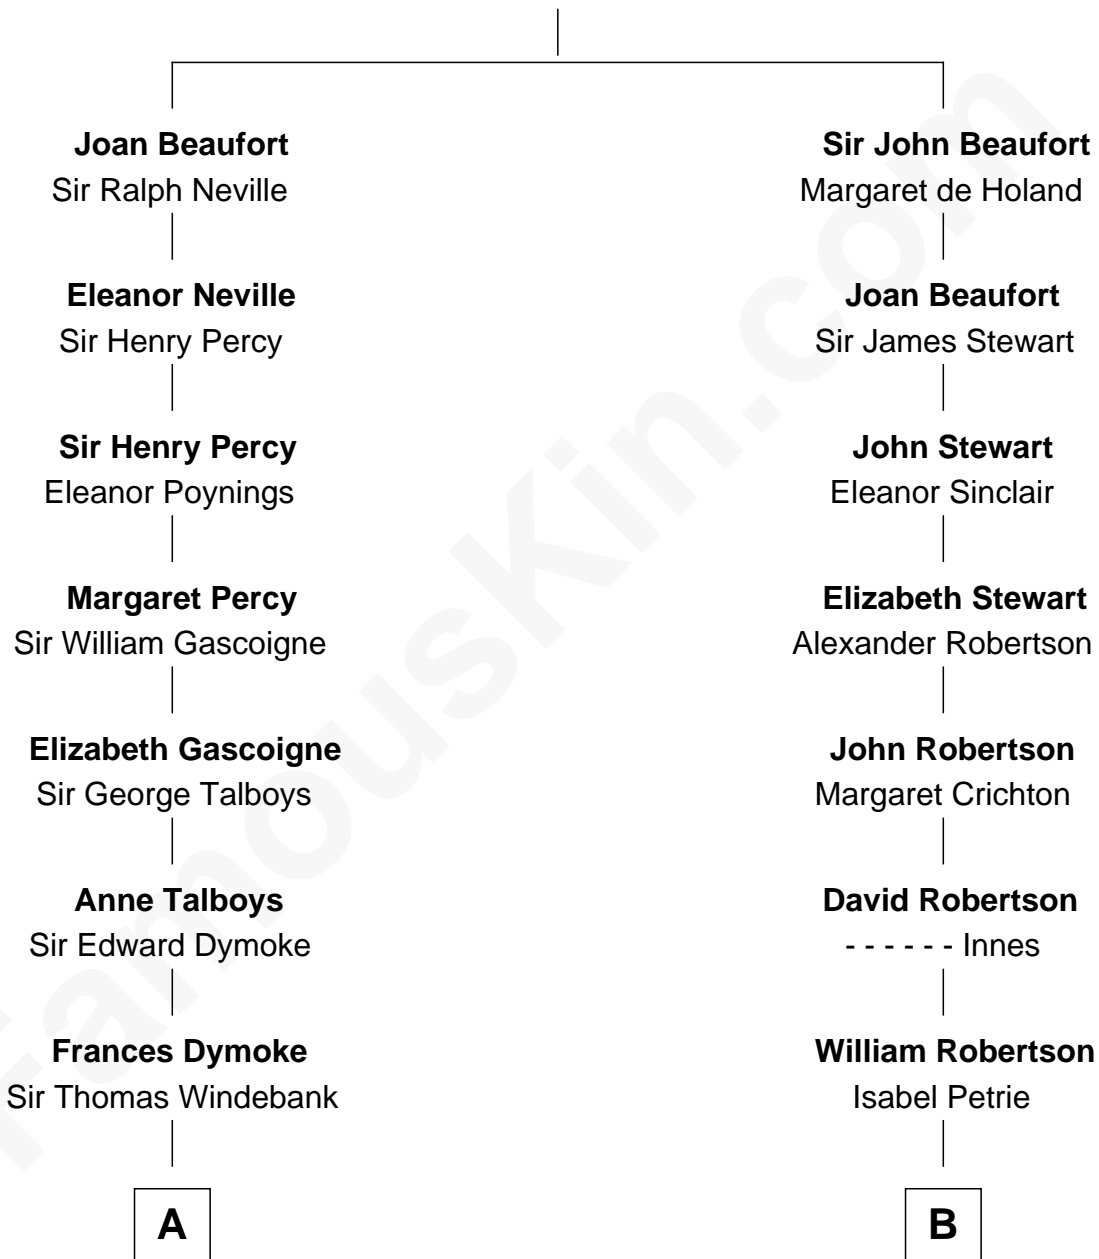 Joan Beaufort
Sir Ralph Neville
Eleanor Neville
Sir Henry Percy
Sir Henry Percy
Eleanor Poynings
Margaret Percy
Sir William Gascoigne
Elizabeth Gascoigne
Sir George Talboys
Anne Talboys
Sir Edward Dymoke
Frances Dymoke
Sir Thomas Windebank
A
Sir John Beaufort
Margaret de Holand
Joan Beaufort
Sir James Stewart
John Stewart
Eleanor Sinclair
Elizabeth Stewart
Alexander Robertson
John Robertson
Margaret Crichton
David Robertson
- - - - - - Innes
William Robertson
Isabel Petrie
B
FamousKin.com